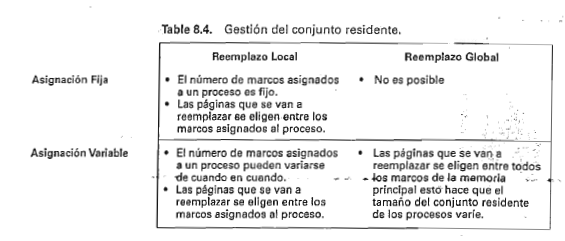 Table 8.4. Gestión del conjunto residente.
Reemplazo Local
Reemplazo Global
Asignación Fija
• El número de marcos asignados
a un proceso es fijo.
• Las páginas que se van a
reemplazar se eligen entre los
marcos asignados al proceso.
• No es posible
Asignación Variable
• El número de marcos asignados
a un proceso pueden variarse
de cuando en cuando.
• Las páginas que se van a
reemplazar se eligen entre los
marcos asignados al proceso.
• Las páginas que se van a
reemplazar se eligen entre todos
los marcos de la memoria
principal esto hace que el
tamaño del conjunto residente
de los procesos varíe.